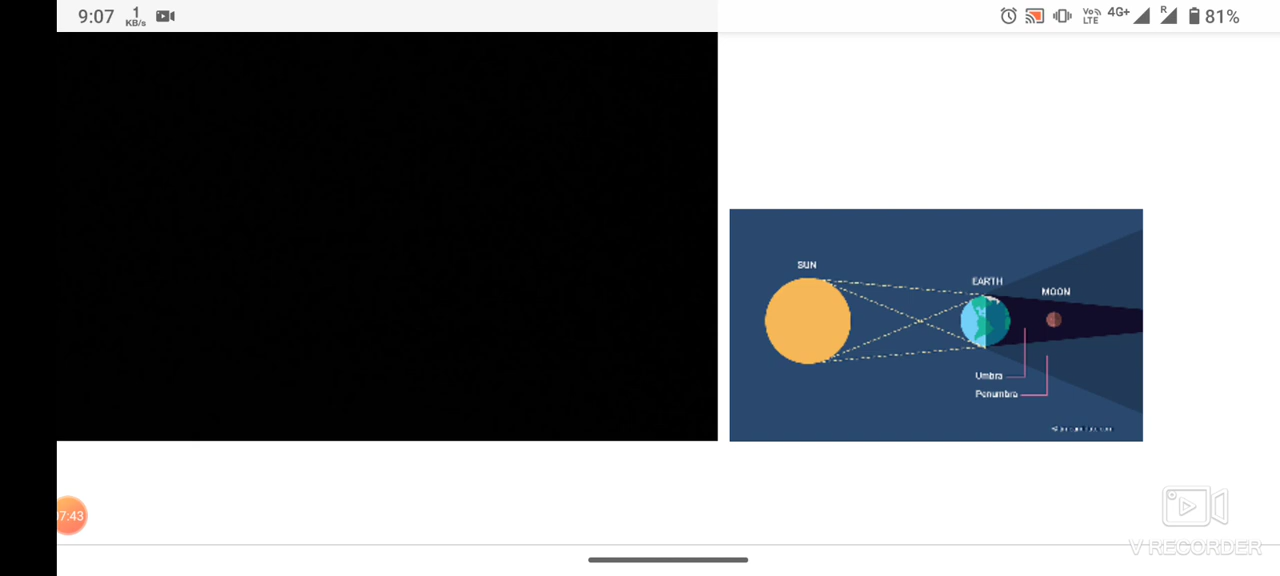 9:07 1 KB/s Vo LTE 4G+ R 81%
SUN
EARTH
MOON
Umbra
Penumbra
07:43
V RECORDER